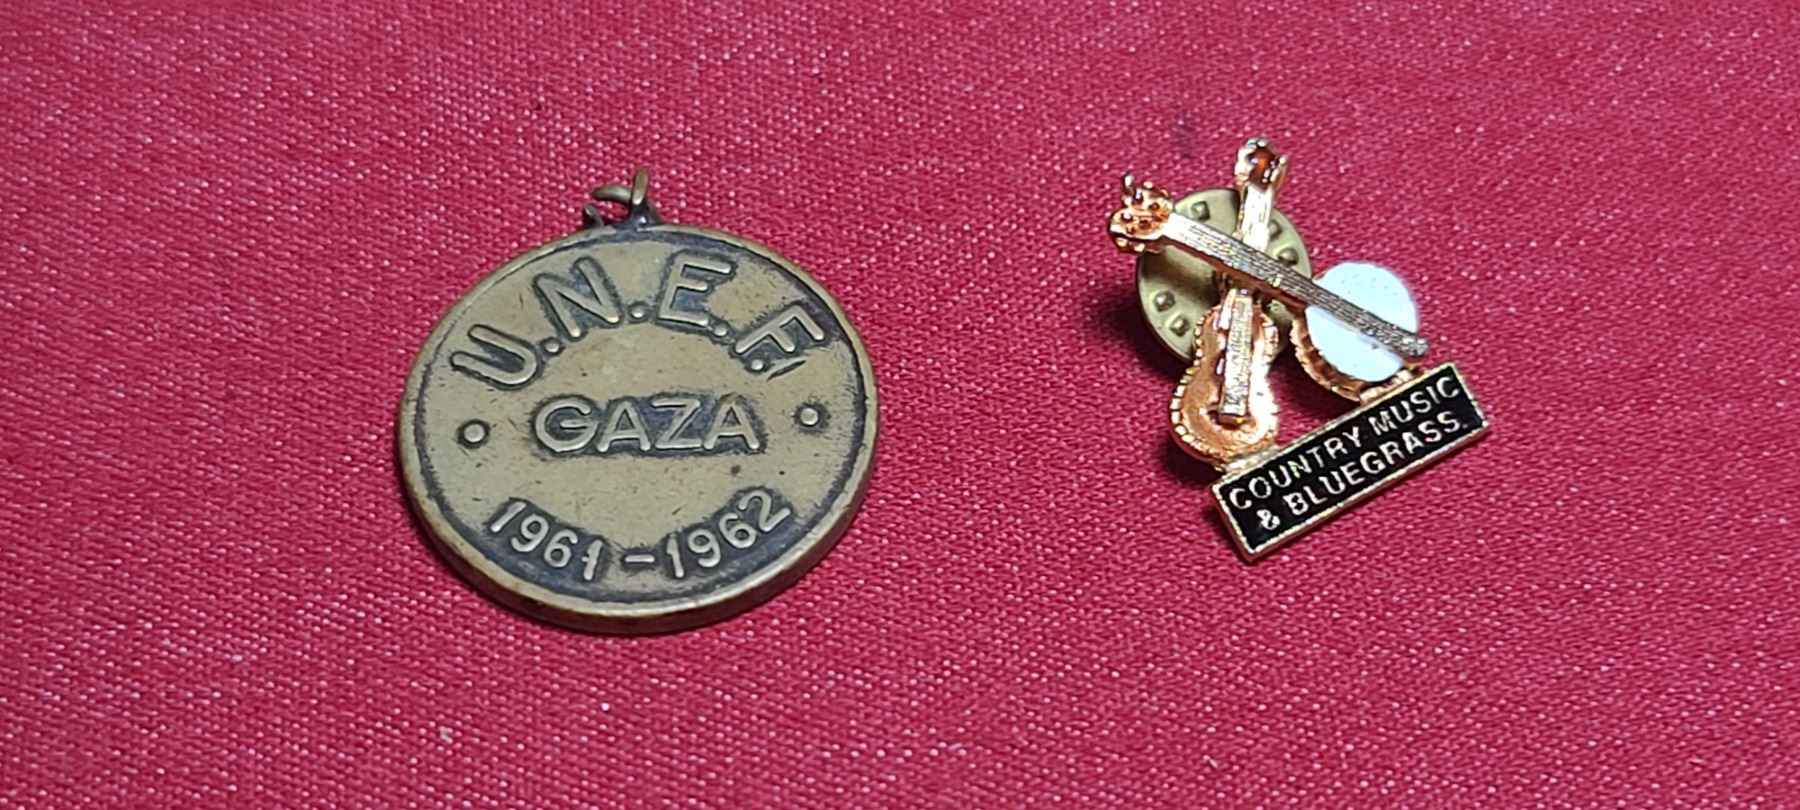 U.N.E.F.
• GAZA •
1961-1962
COUNTRY MUSIC
& BLUEGRASS